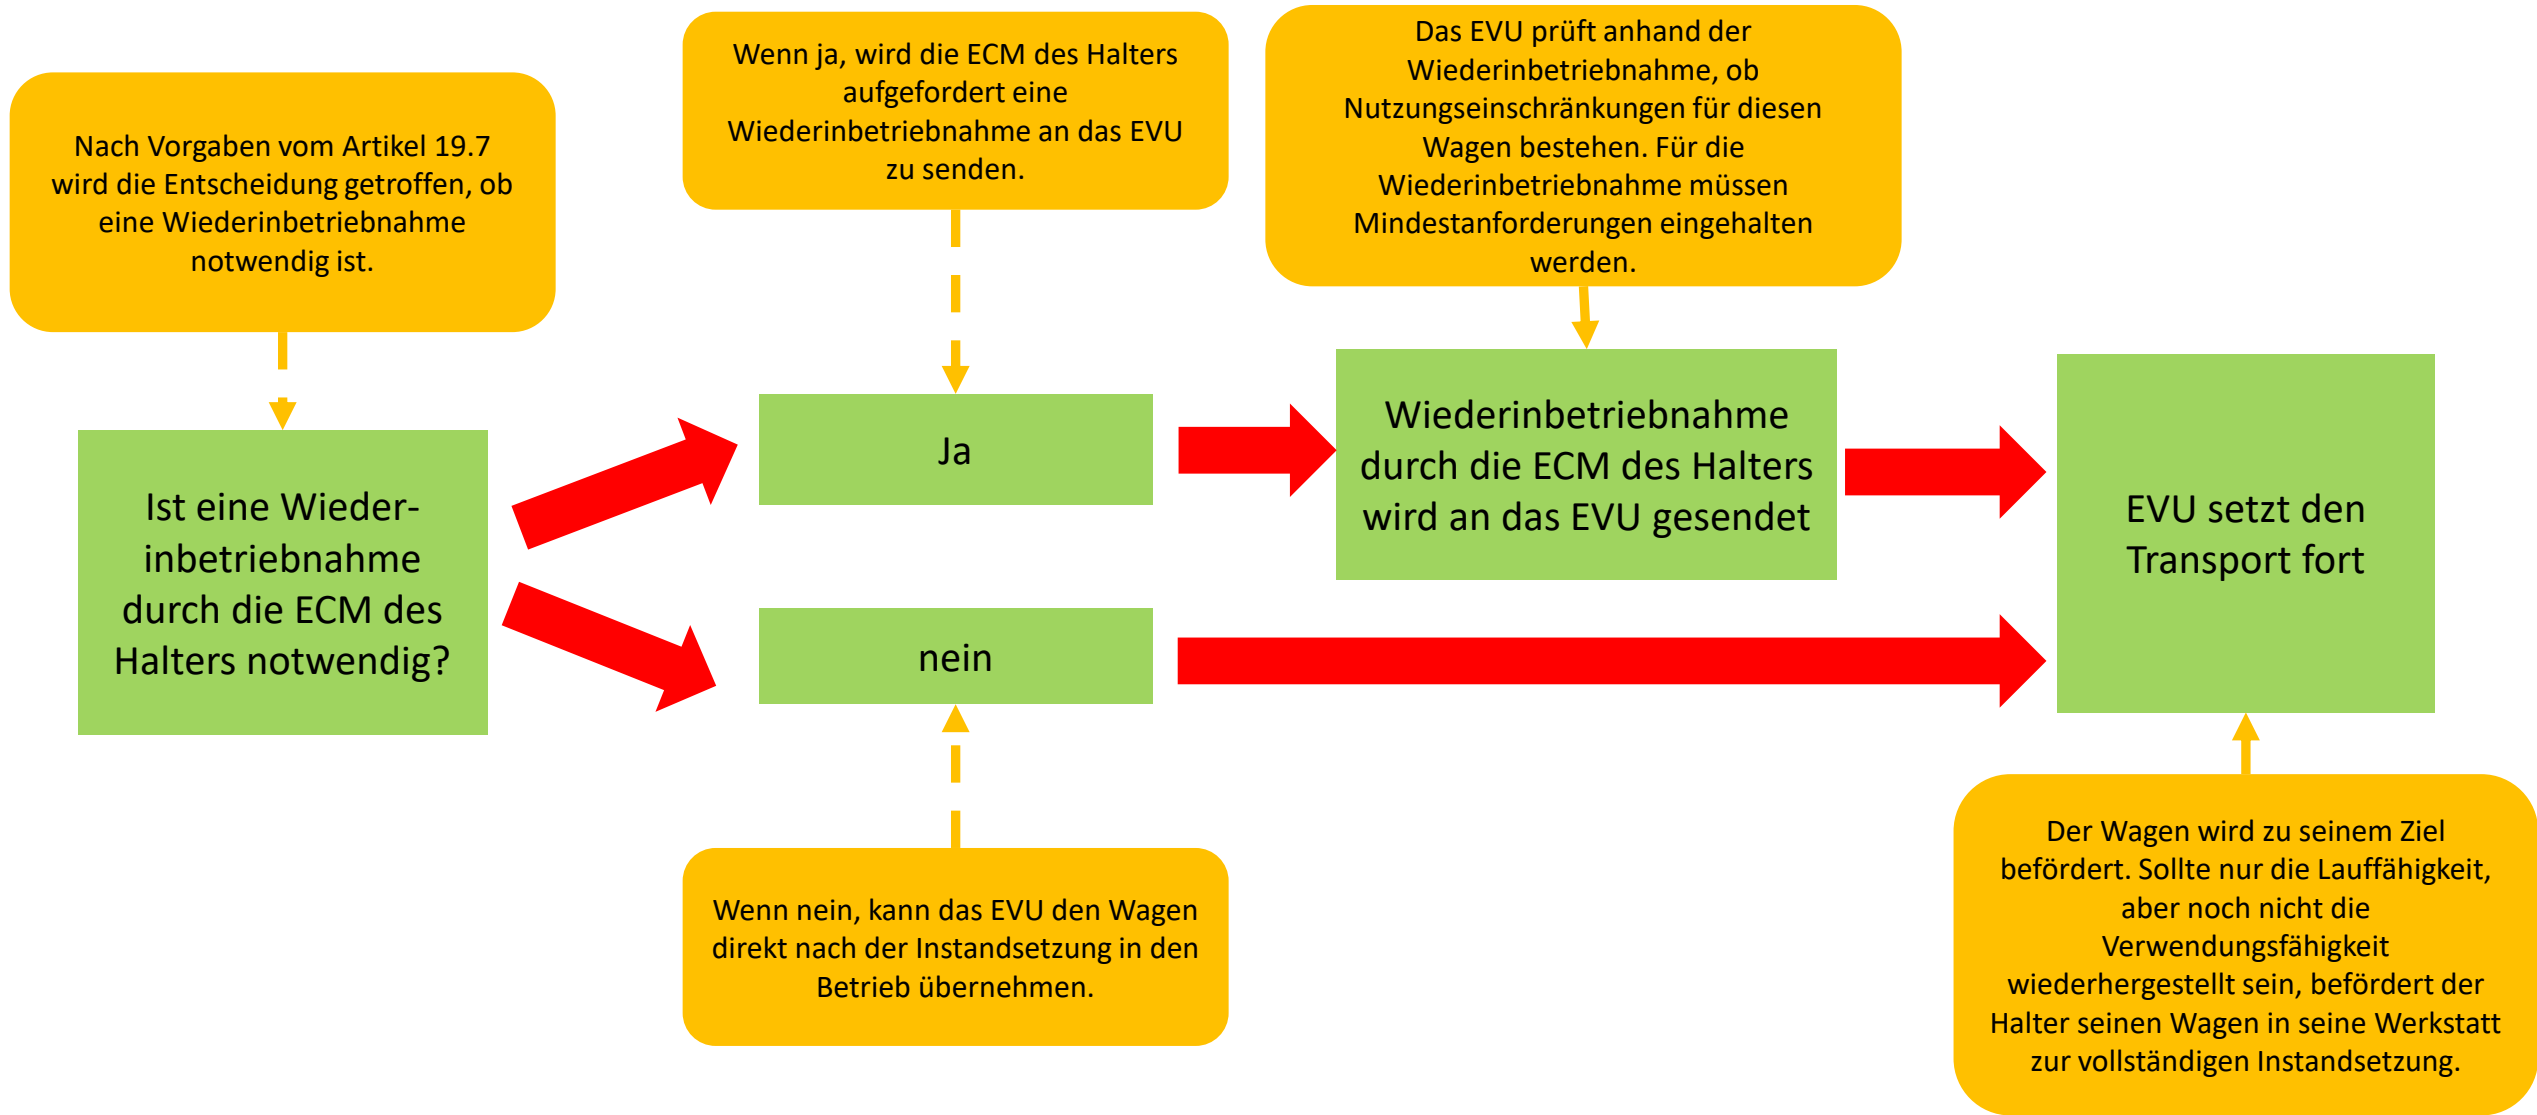 Nach Vorgaben vom Artikel 19.7
wird die Entscheidung getroffen, ob
eine Wiederinbetriebnahme
notwendig ist.
Wenn ja, wird die ECM des Halters
aufgefordert eine
Wiederinbetriebnahme an das EVU
zu senden.
Das EVU prüft anhand der
Wiederinbetriebnahme, ob
Nutzungseinschränkungen für diesen
Wagen bestehen. Für die
Wiederinbetriebnahme müssen
Mindestanforderungen eingehalten
werden.
Ist eine Wieder-
inbetriebnahme
durch die ECM des
Halters notwendig?
Ja
Wiederinbetriebnahme
durch die ECM des Halters
wird an das EVU gesendet
EVU setzt den
Transport fort
nein
Wenn nein, kann das EVU den Wagen
direkt nach der Instandsetzung in den
Betrieb übernehmen.
Der Wagen wird zu seinem Ziel
befördert. Sollte nur die Lauffähigkeit,
aber noch nicht die
Verwendungsfähigkeit
wiederhergestellt sein, befördert der
Halter seinen Wagen in seine Werkstatt
zur vollständigen Instandsetzung.